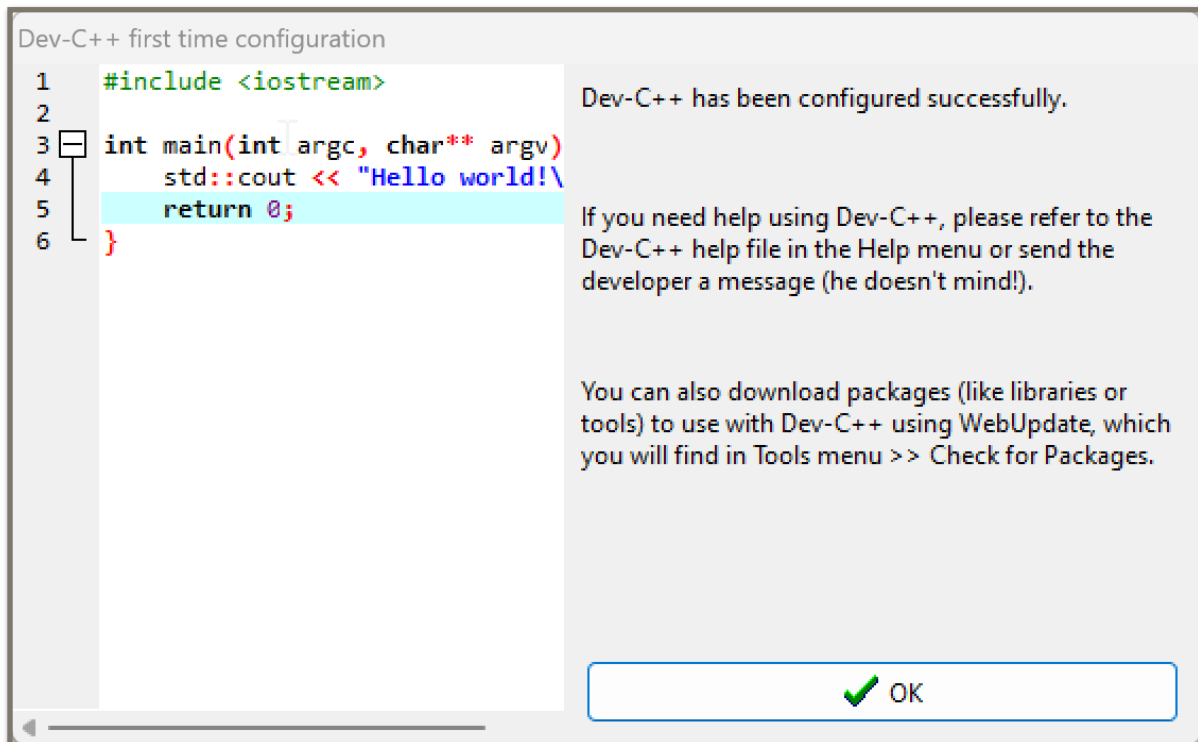 Dev-C++ first time configuration
1 #include <iostream>
2
3 int main(int argc, char** argv)
4 std::cout << "Hello world!\
5 return 0;
6 }
Dev-C++ has been configured successfully.
If you need help using Dev-C++, please refer to the
Dev-C++ help file in the Help menu or send the
developer a message (he doesn't mind!).
You can also download packages (like libraries or
tools) to use with Dev-C++ using WebUpdate, which
you will find in Tools menu >> Check for Packages.
OK